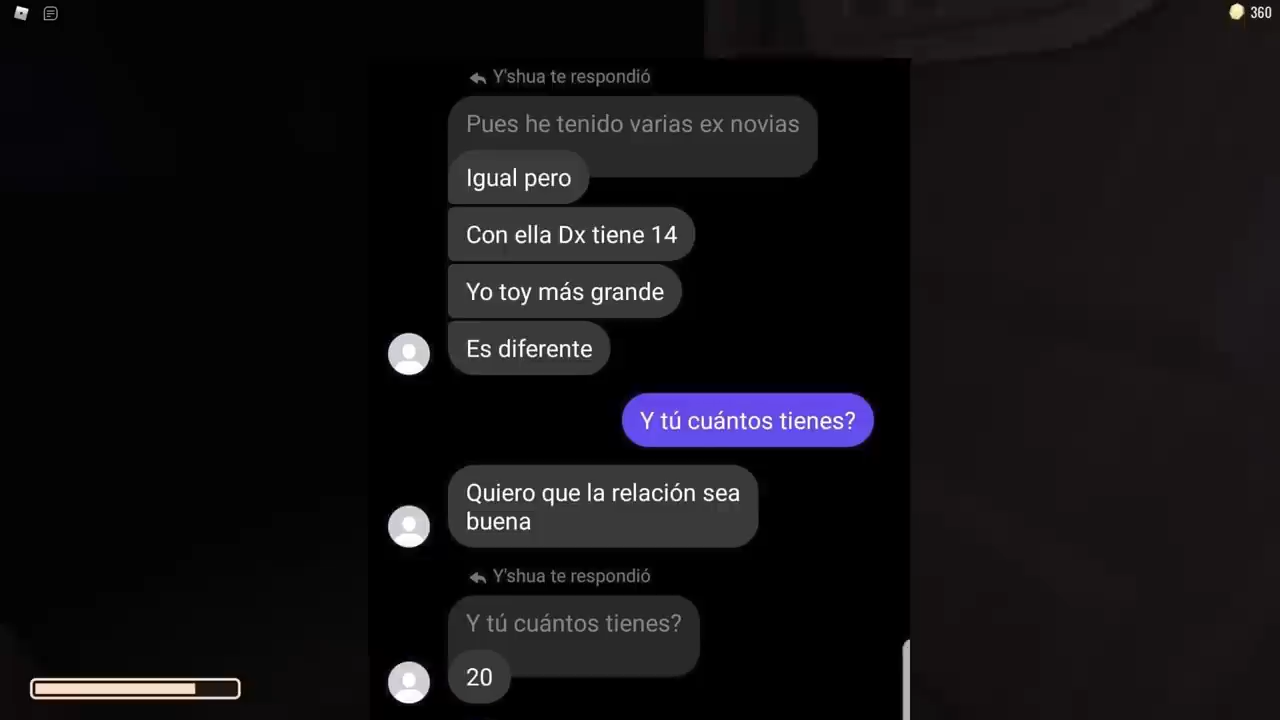 360
Y'shua te respondió
Pues he tenido varias ex novias
Igual pero
Con ella Dx tiene 14
Yo toy más grande
Es diferente
Y tú cuántos tienes?
Quiero que la relación sea
buena
Y'shua te respondió
Y tú cuántos tienes?
20